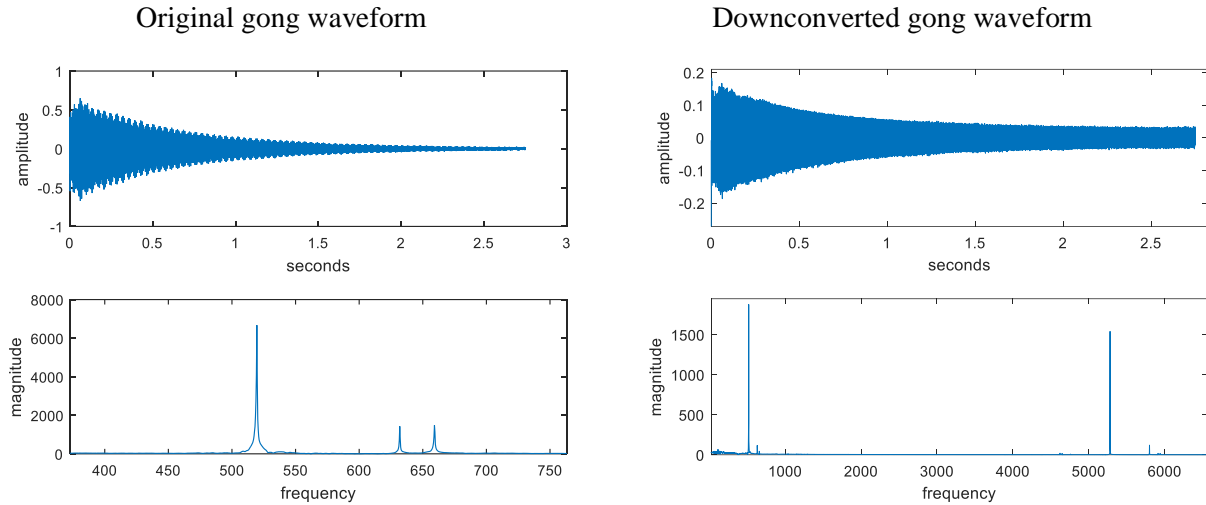 Original gong waveform
1
0.5
0
-0.5
-1
amplitude
0 0.5 1 1.5 2 2.5 3
seconds
8000
6000
4000
2000
0
magnitude
400 450 500 550 600 650 700 750
frequency
Downconverted gong waveform
0.2
0.1
0
-0.1
-0.2
amplitude
0 0.5 1 1.5 2 2.5
seconds
1500
1000
500
0
magnitude
1000 2000 3000 4000 5000 6000
frequency